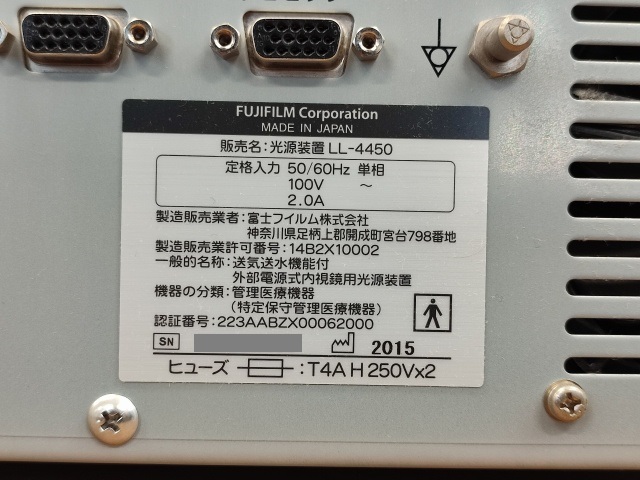 FUJIFILM Corporation
MADE IN JAPAN
販売名：光源装置 LL-4450
定格入力 50/60Hz 単相
100V ～
2.0A
製造販売業者：富士フイルム株式会社
神奈川県足柄上郡開成町宮台798番地
製造販売業許可番号：14B2X10002
一般的名称：送気送水機能付
外部電源式内視鏡用光源装置
機器の分類：管理医療機器
（特定保守管理医療機器）
認証番号：223AABZX00062000
SN
2015
ヒューズ ：T4A H 250V×2